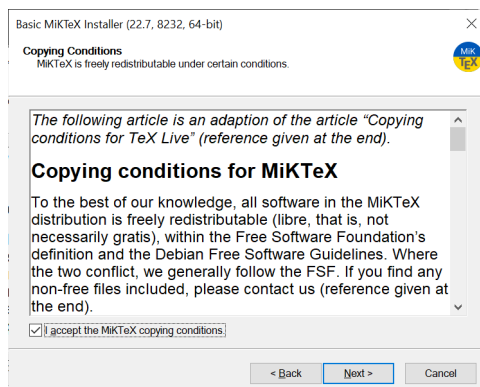 Basic MiKTeX Installer (22.7, 8232, 64-bit)
Copying Conditions
MiKTeX is freely redistributable under certain conditions.
MiK
TEX
The following article is an adaption of the article “Copying
conditions for TeX Live” (reference given at the end).
Copying conditions for MiKTeX
To the best of our knowledge, all software in the MiKTeX
distribution is freely redistributable (libre, that is, not
necessarily gratis), within the Free Software Foundation’s
definition and the Debian Free Software Guidelines. Where
the two conflict, we generally follow the FSF. If you find any
non-free files included, please contact us (reference given at
the end).
I accept the MiKTeX copying conditions.
< Back
Next >
Cancel